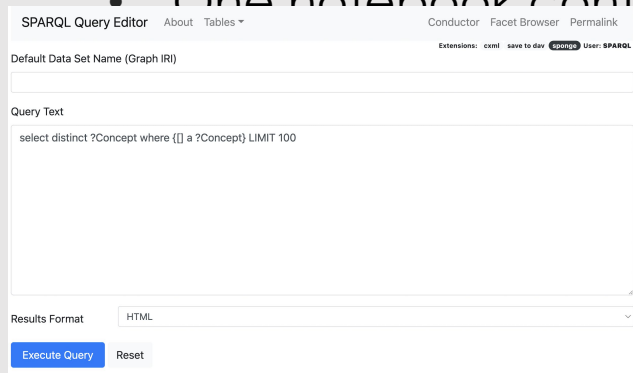 One notebook
SPARQL Query Editor About Tables Conductor Facet Browser Permalink
Extensions: cxml save to dav sponge User: SPARQL
Default Data Set Name (Graph IRI)
Query Text
select distinct ?Concept where {[] a ?Concept} LIMIT 100
Results Format HTML
Execute Query Reset